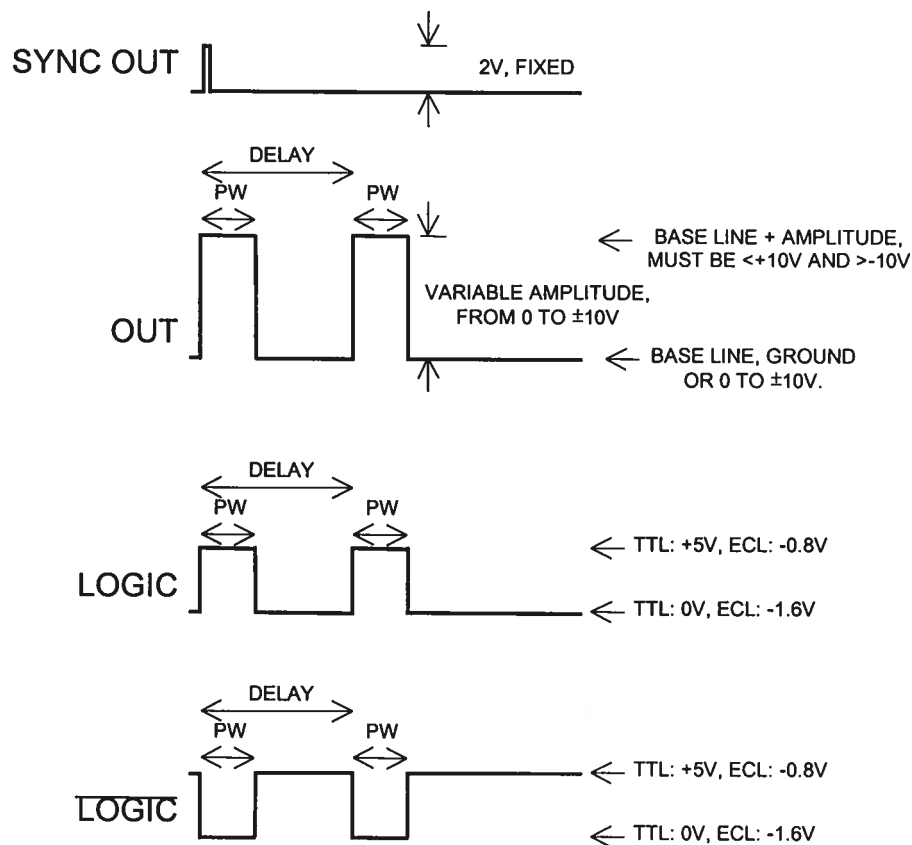 SYNC OUT
2V, FIXED
DELAY
PW
PW
BASE LINE + AMPLITUDE,
MUST BE <+10V AND >-10V
VARIABLE AMPLITUDE,
FROM 0 TO ±10V
OUT
BASE LINE, GROUND
OR 0 TO ±10V.
DELAY
PW
PW
TTL: +5V, ECL: -0.8V
LOGIC
TTL: 0V, ECL: -1.6V
DELAY
PW
PW
TTL: +5V, ECL: -0.8V
LOGIC
TTL: 0V, ECL: -1.6V